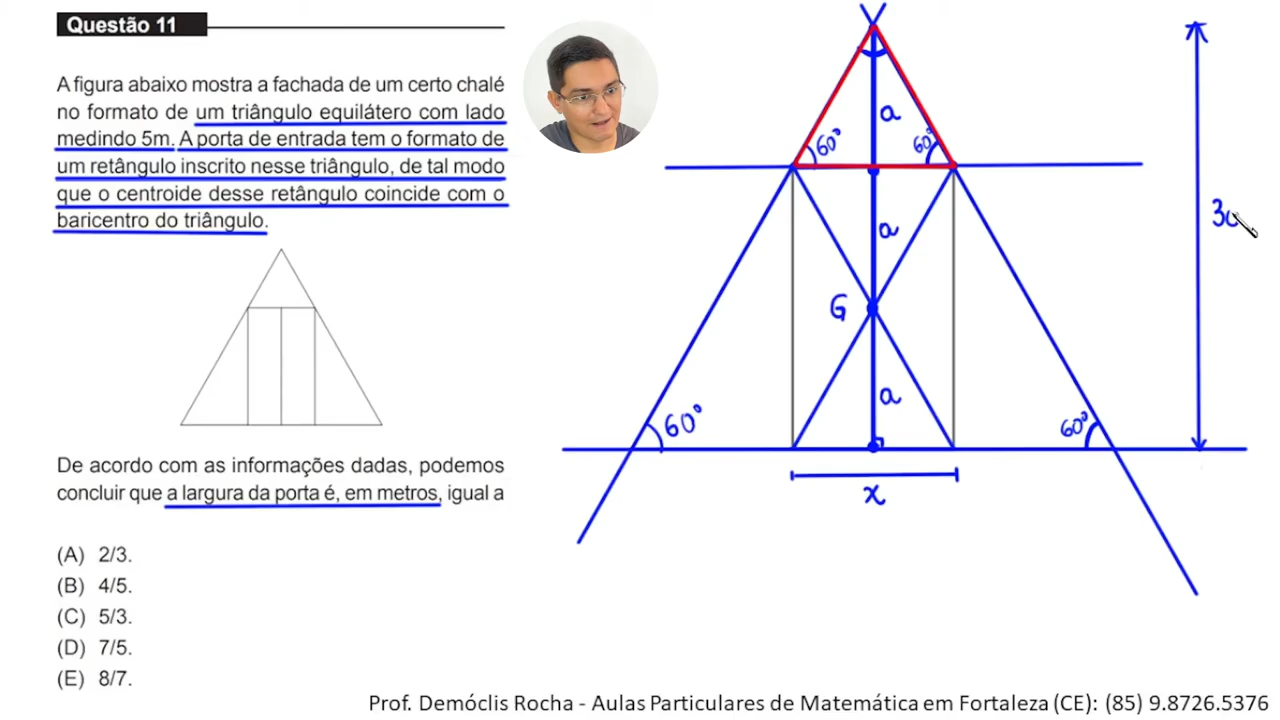 Questão 11
A figura abaixo mostra a fachada de um certo chalé
no formato de um triângulo equilátero com lado
medindo 5m. A porta de entrada tem o formato de
um retângulo inscrito nesse triângulo, de tal modo
que o centroide desse retângulo coincide com o
baricentro do triângulo.
De acordo com as informações dadas, podemos
concluir que a largura da porta é, em metros, igual a
(A) 2/3.
(B) 4/5.
(C) 5/3.
(D) 7/5.
(E) 8/7.
a
60° 60°
a
G
a
60° 60°
x
3
Prof. Demóclis Rocha - Aulas Particulares de Matemática em Fortaleza (CE): (85) 9.8726.5376